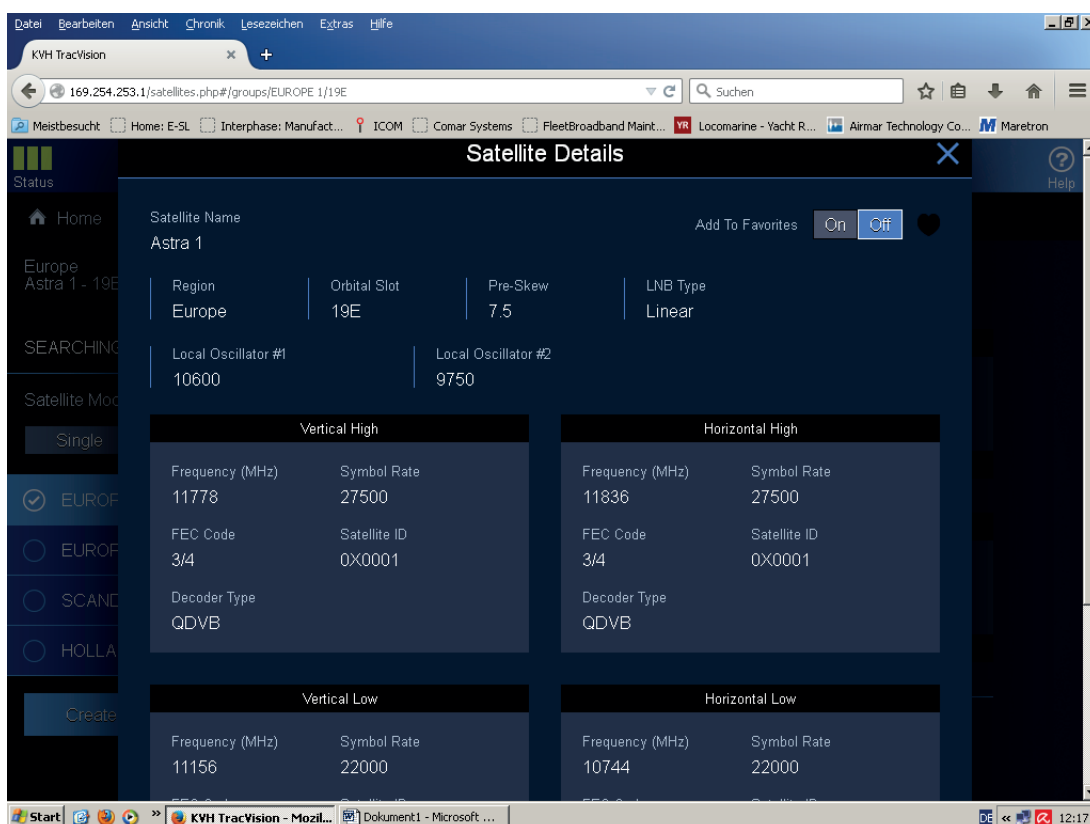 Datei Bearbeiten Ansicht Chronik Lesezeichen Extras Hilfe
KVH TracVision
169.254.253.1/satellites.php#/groups/EUROPE 1/19E
Suchen
Meistbesucht Home: E-SL Interphase: Manufact... ICOM Comar Systems FleetBroadband Maint... YR Locomarine - Yacht R... Airmar Technology Co... Maretron
Satellite Details
Status
Help
Home
Satellite Name
Astra 1
Add To Favorites On Off
Europe
Astra 1 - 19E
Region Orbital Slot Pre-Skew LNB Type
Europe 19E 7.5 Linear
SEARCHING
Local Oscillator #1 Local Oscillator #2
10600 9750
Satellite Mod
Single
Vertical High Horizontal High
Frequency (MHz) Symbol Rate Frequency (MHz) Symbol Rate
11778 27500 11836 27500
EUROP
FEC Code Satellite ID FEC Code Satellite ID
3/4 0X0001 3/4 0X0001
EUROP
Decoder Type Decoder Type
QDVB QDVB
SCAND
HOLLA
Vertical Low Horizontal Low
Create
Frequency (MHz) Symbol Rate Frequency (MHz) Symbol Rate
11156 22000 10744 22000
Start KVH TracVision - Mozil... Dokument1 - Microsoft ... DE 12:17